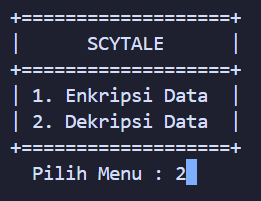 +===================+
|      SCYTALE      |
+===================+
| 1. Enkripsi Data  |
| 2. Dekripsi Data  |
+===================+
  Pilih Menu : 2